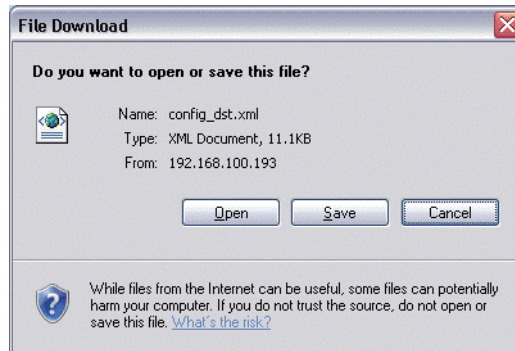 File Download
Do you want to open or save this file?
Name: config_dst.xml
Type: XML Document, 11.1KB
From: 192.168.100.193
Open Save Cancel
While files from the Internet can be useful, some files can potentially
harm your computer. If you do not trust the source, do not open or
save this file. What's the risk?